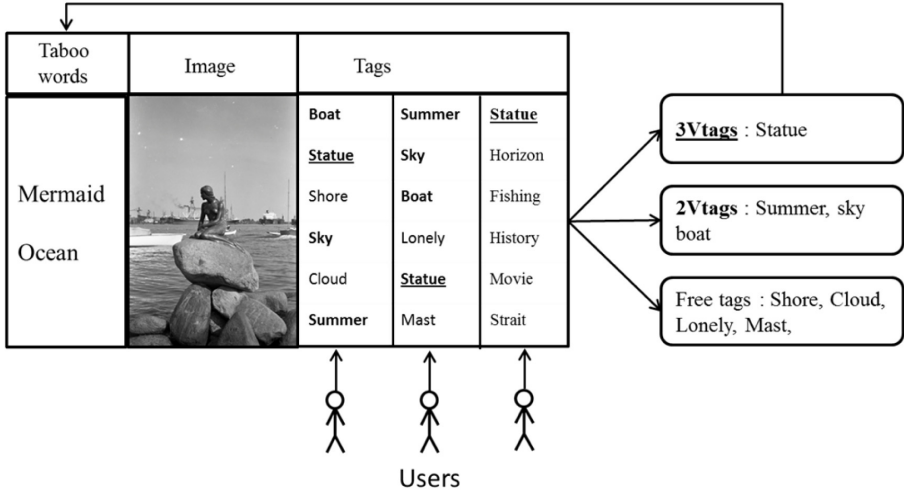 Taboo
words
Image
Tags
Mermaid
Ocean
Boat
Statue
Shore
Sky
Cloud
Summer
Summer
Sky
Boat
Lonely
Statue
Mast
Statue
Horizon
Fishing
History
Movie
Strait
3Vtags : Statue
2Vtags : Summer, sky
boat
Free tags : Shore, Cloud,
Lonely, Mast,
Users